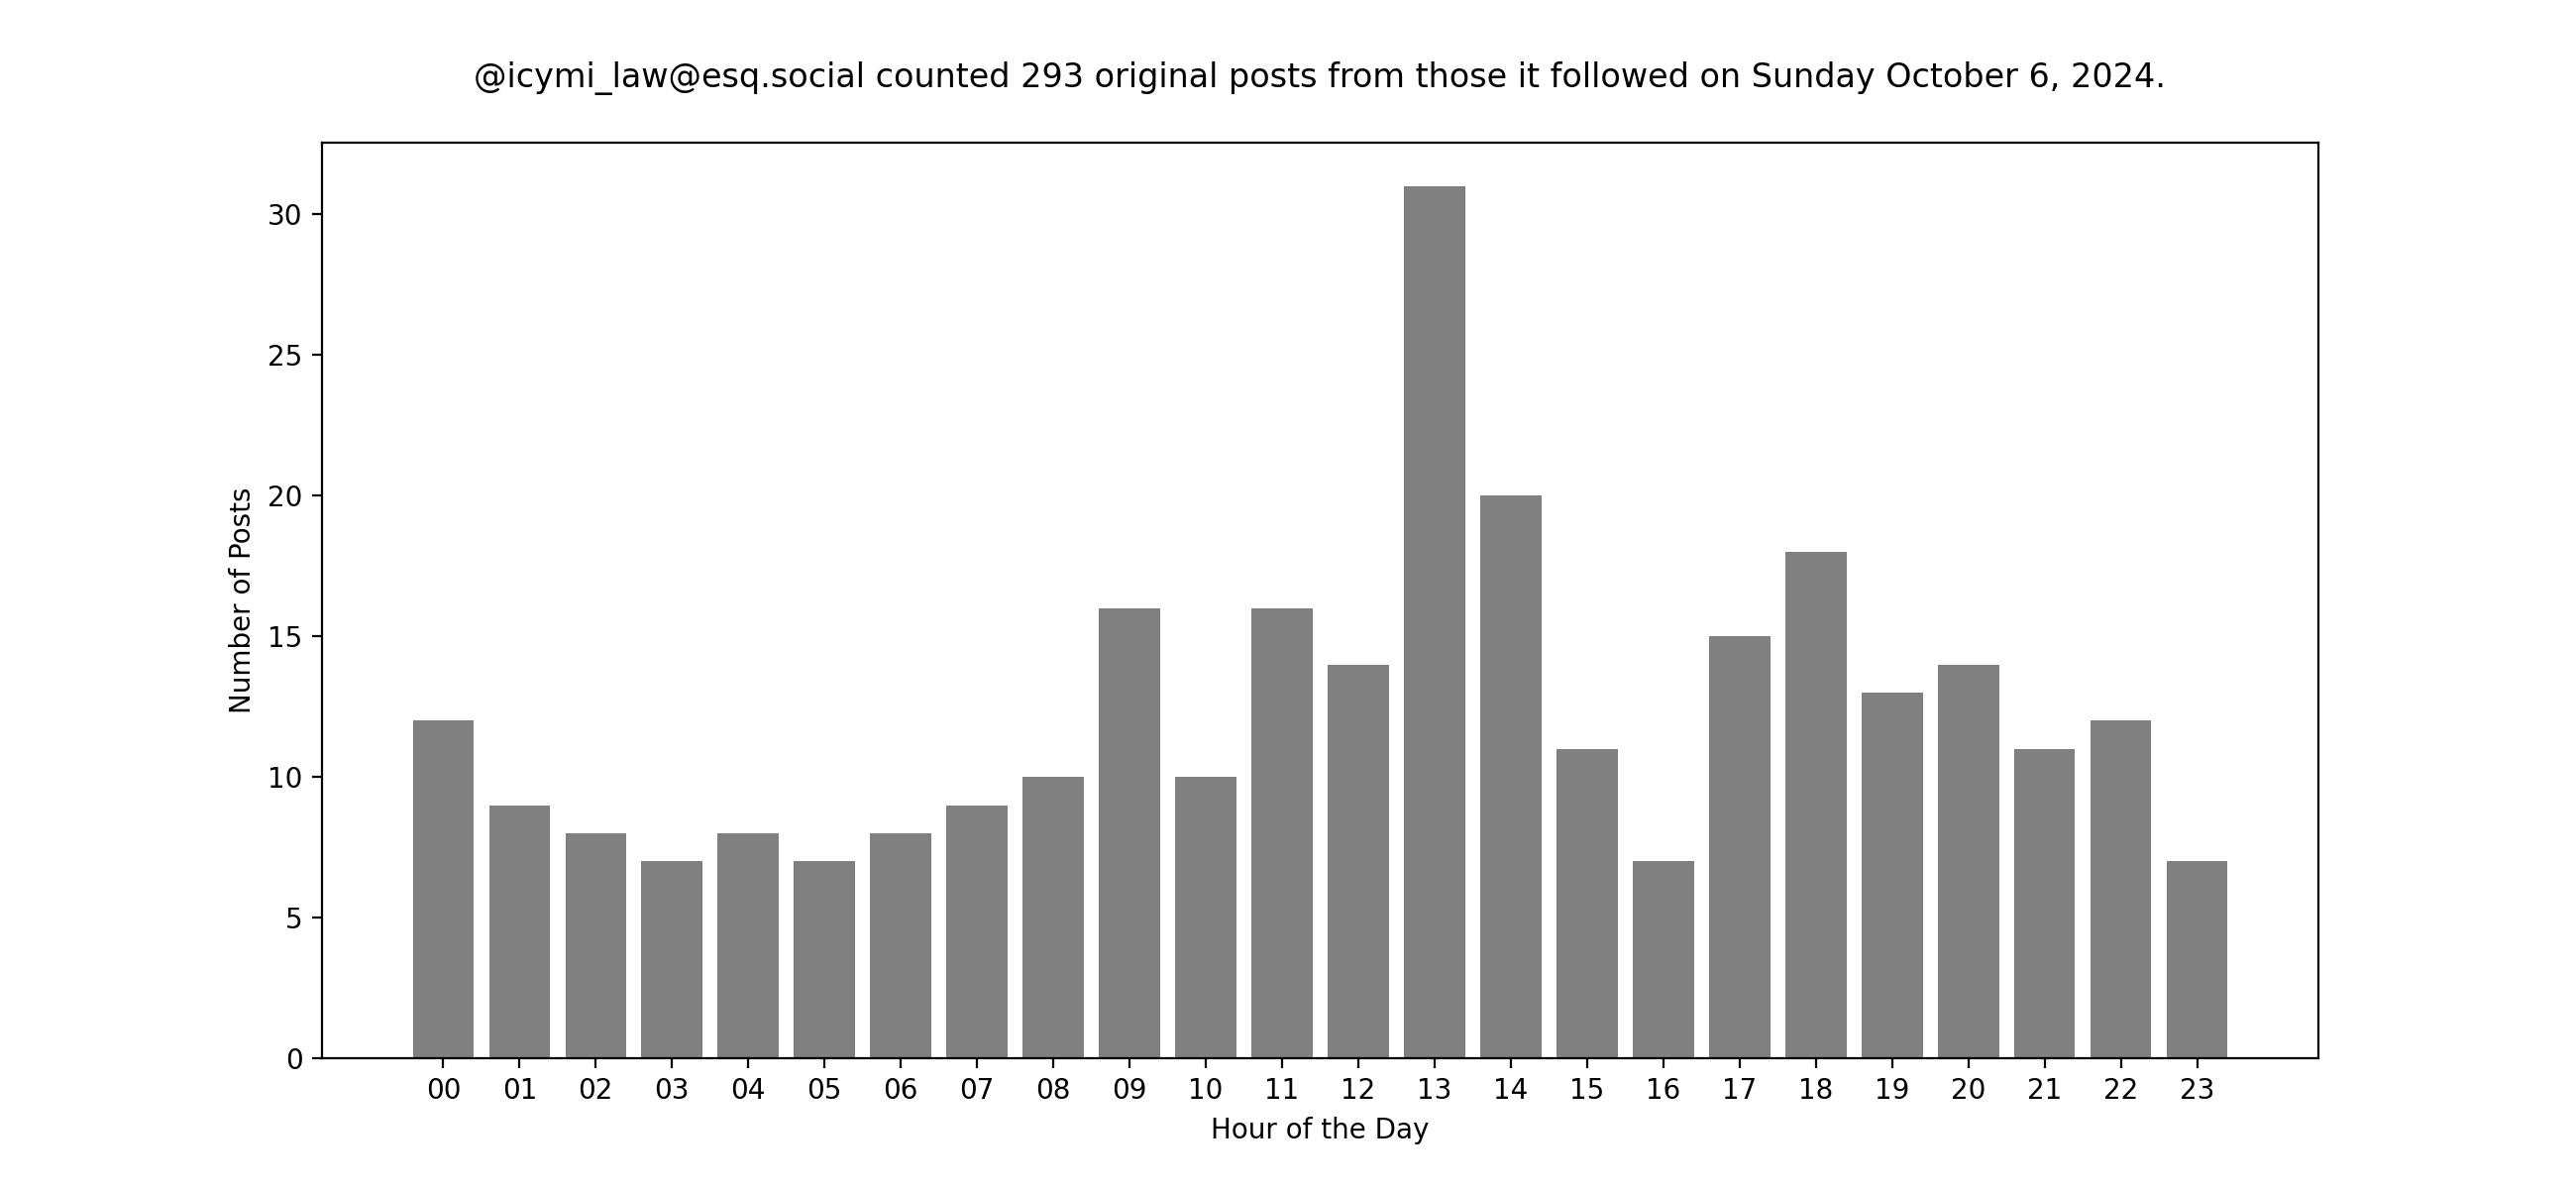 @icymi_law@esq.social counted 293 original posts from those it followed on Sunday October 6, 2024.
30
25
20
15
10
5
0
Number of Posts
00 01 02 03 04 05 06 07 08 09 10 11 12 13 14 15 16 17 18 19 20 21 22 23
Hour of the Day